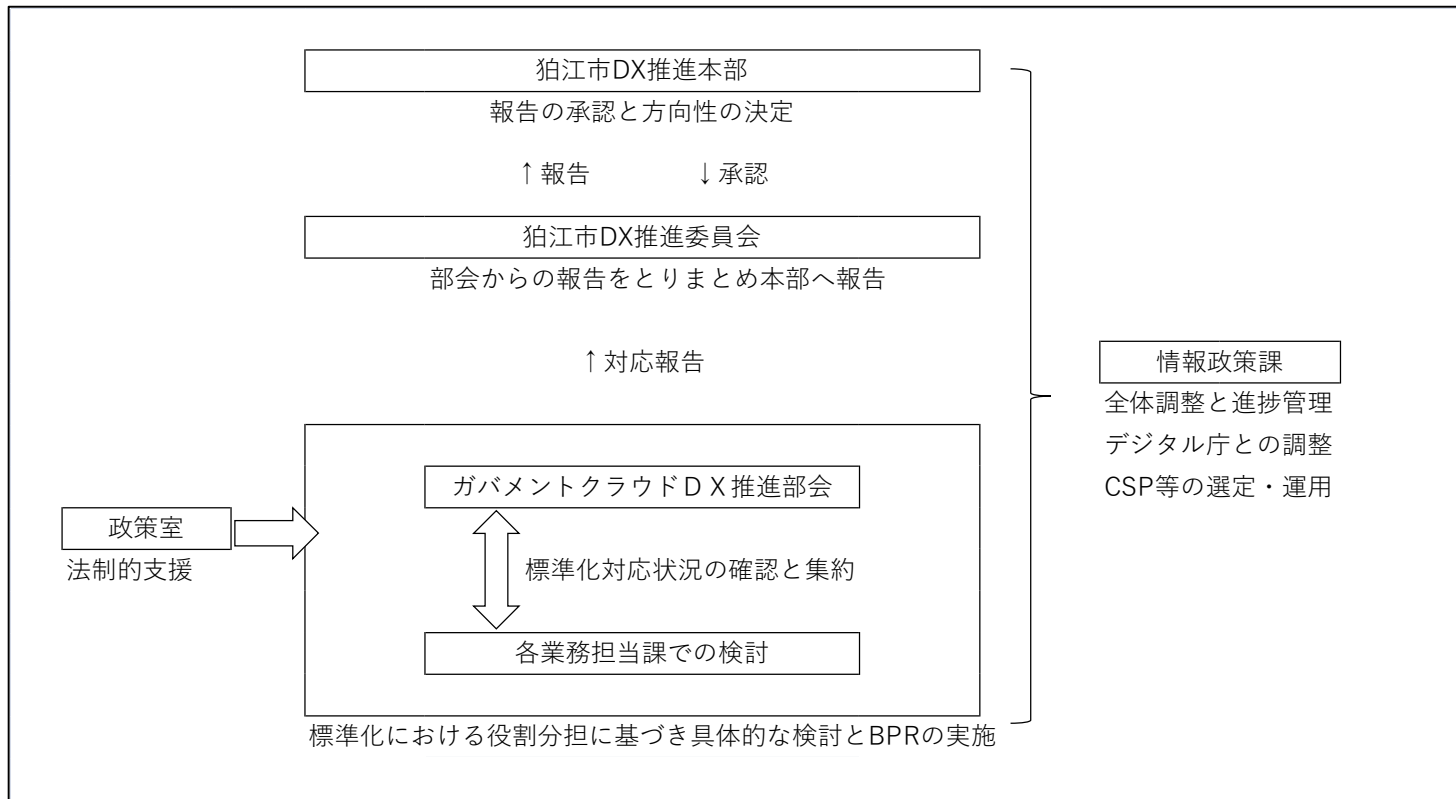 狛江市DX推進本部
報告の承認と方向性の決定
↑報告 ↓承認
狛江市DX推進委員会
部会からの報告をとりまとめ本部へ報告
↑対応報告
情報政策課
全体調整と進捗管理
デジタル庁との調整
CSP等の選定・運用
ガバメントクラウドＤＸ推進部会
政策室
法制的支援
標準化対応状況の確認と集約
各業務担当課での検討
標準化における役割分担に基づき具体的な検討とBPRの実施